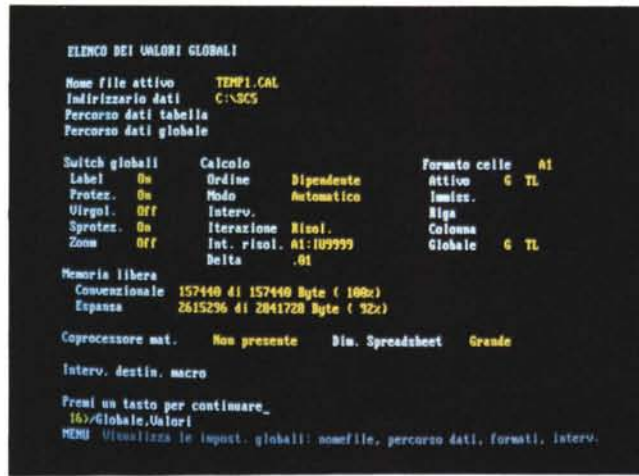 ELENCO DEI VALORI GLOBALI
Nome file attivo TEMP1.CAL
Indirizzario dati C:\SC5
Percorso dati tabella
Percorso dati globale
Switch globali Calcolo Formato celle A1
Label On Ordine Dipendente Attivo G TL
Protez. On Modo Automatico Immiss.
Virgol. Off Interv. Riga
Sprotez. On Iterazione Risol. Colonna
Zoom Off Int. risol. A1:IU9999 Globale G TL
Delta .01
Memoria libera
Convenzionale 157440 di 157440 Byte ( 100%)
Espansa 2615296 di 2841728 Byte ( 92%)
Coprocessore mat. Non presente Dim. Spreadsheet Grande
Interv. destin. macro
Premi un tasto per continuare_
16>/Globale,Valori
MENU Visualizza le impost. globali: nomefile, percorso dati, formati, interv.